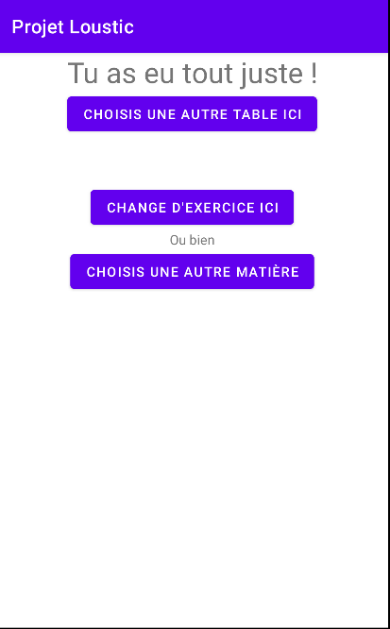 Projet Loustic
Tu as eu tout juste !
CHOISIS UNE AUTRE TABLE ICI
CHANGE D'EXERCICE ICI
Ou bien
CHOISIS UNE AUTRE MATIÈRE